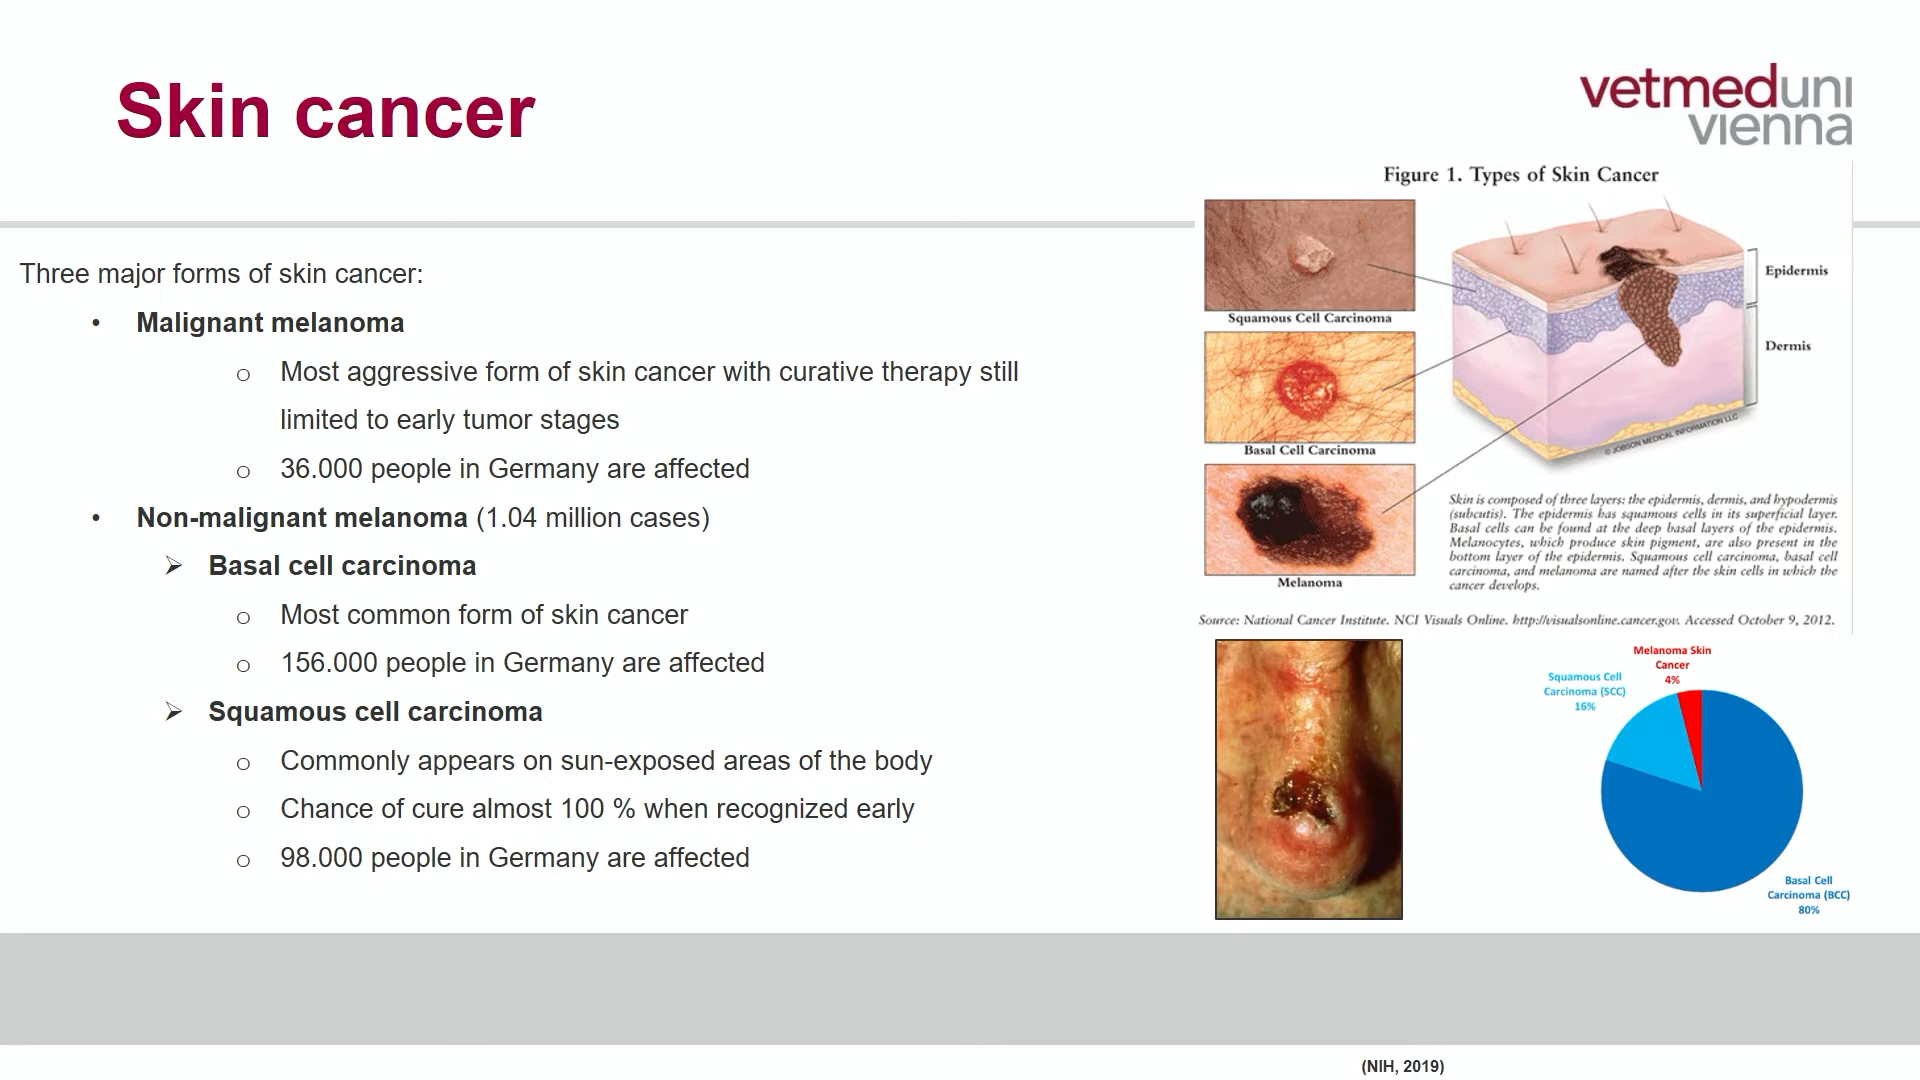 Skin cancer
vetmeduni
vienna
Three major forms of skin cancer:
• Malignant melanoma
o Most aggressive form of skin cancer with curative therapy still
limited to early tumor stages
o 36.000 people in Germany are affected
• Non-malignant melanoma (1.04 million cases)
➢ Basal cell carcinoma
o Most common form of skin cancer
o 156.000 people in Germany are affected
➢ Squamous cell carcinoma
o Commonly appears on sun-exposed areas of the body
o Chance of cure almost 100 % when recognized early
o 98.000 people in Germany are affected
Figure 1. Types of Skin Cancer
Squamous Cell Carcinoma
Basal Cell Carcinoma
Melanoma
Epidermis
Dermis
© JOBSON MEDICAL INFORMATION LLC
Skin is composed of three layers: the epidermis, dermis, and hypodermis
(subcutis). The epidermis has squamous cells in its superficial layer.
Basal cells can be found at the deep basal layers of the epidermis.
Melanocytes, which produce skin pigment, are also present in the
bottom layer of the epidermis. Squamous cell carcinoma, basal cell
carcinoma, and melanoma are named after the skin cells in which the
cancer develops.
Source: National Cancer Institute. NCI Visuals Online. http://visualsonline.cancer.gov. Accessed October 9, 2012.
Melanoma Skin
Cancer
4%
Squamous Cell
Carcinoma (SCC)
16%
Basal Cell
Carcinoma (BCC)
80%
(NIH, 2019)